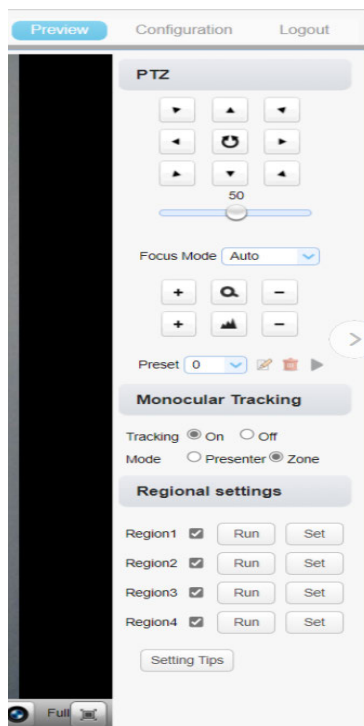 Preview Configuration Logout
PTZ
50
Focus Mode Auto
+ −
+ −
Preset 0
Monocular Tracking
Tracking On Off
Mode Presenter Zone
Regional settings
Region1 Run Set
Region2 Run Set
Region3 Run Set
Region4 Run Set
Setting Tips
Full